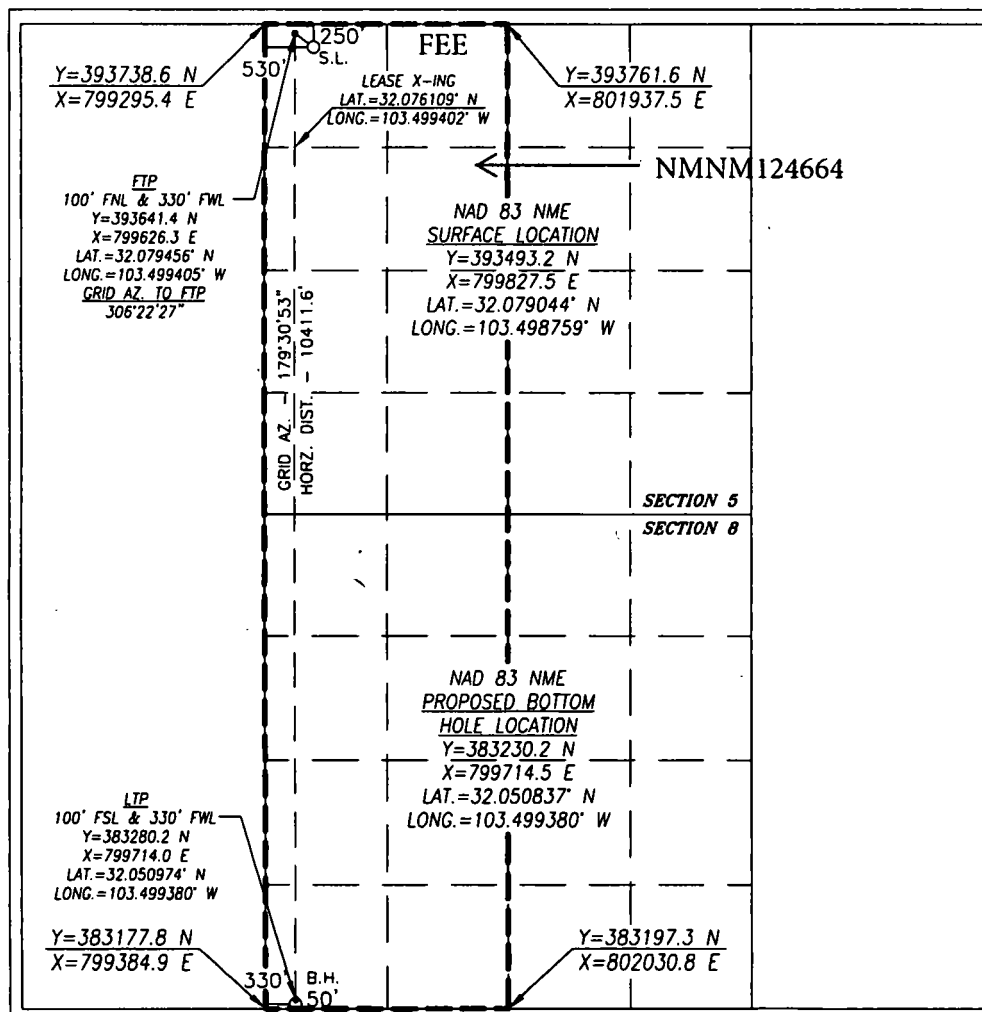 250'
FEE
530'
S.L.
Y=393738.6 N
X=799295.4 E
Y=393761.6 N
X=801937.5 E
LEASE X-ING
LAT.=32.076109° N
LONG.=103.499402° W
NMNM124664
FTP
100' FNL & 330' FWL
Y=393641.4 N
X=799626.3 E
LAT.=32.079456° N
LONG.=103.499405° W
GRID AZ. TO FTP
306°22'27"
NAD 83 NME
SURFACE LOCATION
Y=393493.2 N
X=799827.5 E
LAT.=32.079044° N
LONG.=103.498759° W
GRID AZ. - 179°30'53"
HORZ. DIST. - 10411.6'
SECTION 5
SECTION 8
NAD 83 NME
PROPOSED BOTTOM
HOLE LOCATION
Y=383230.2 N
X=799714.5 E
LAT.=32.050837° N
LONG.=103.499380° W
LTP
100' FSL & 330' FWL
Y=383280.2 N
X=799714.0 E
LAT.=32.050974° N
LONG.=103.499380° W
Y=383177.8 N
X=799384.9 E
Y=383197.3 N
X=802030.8 E
330'
B.H.
50'